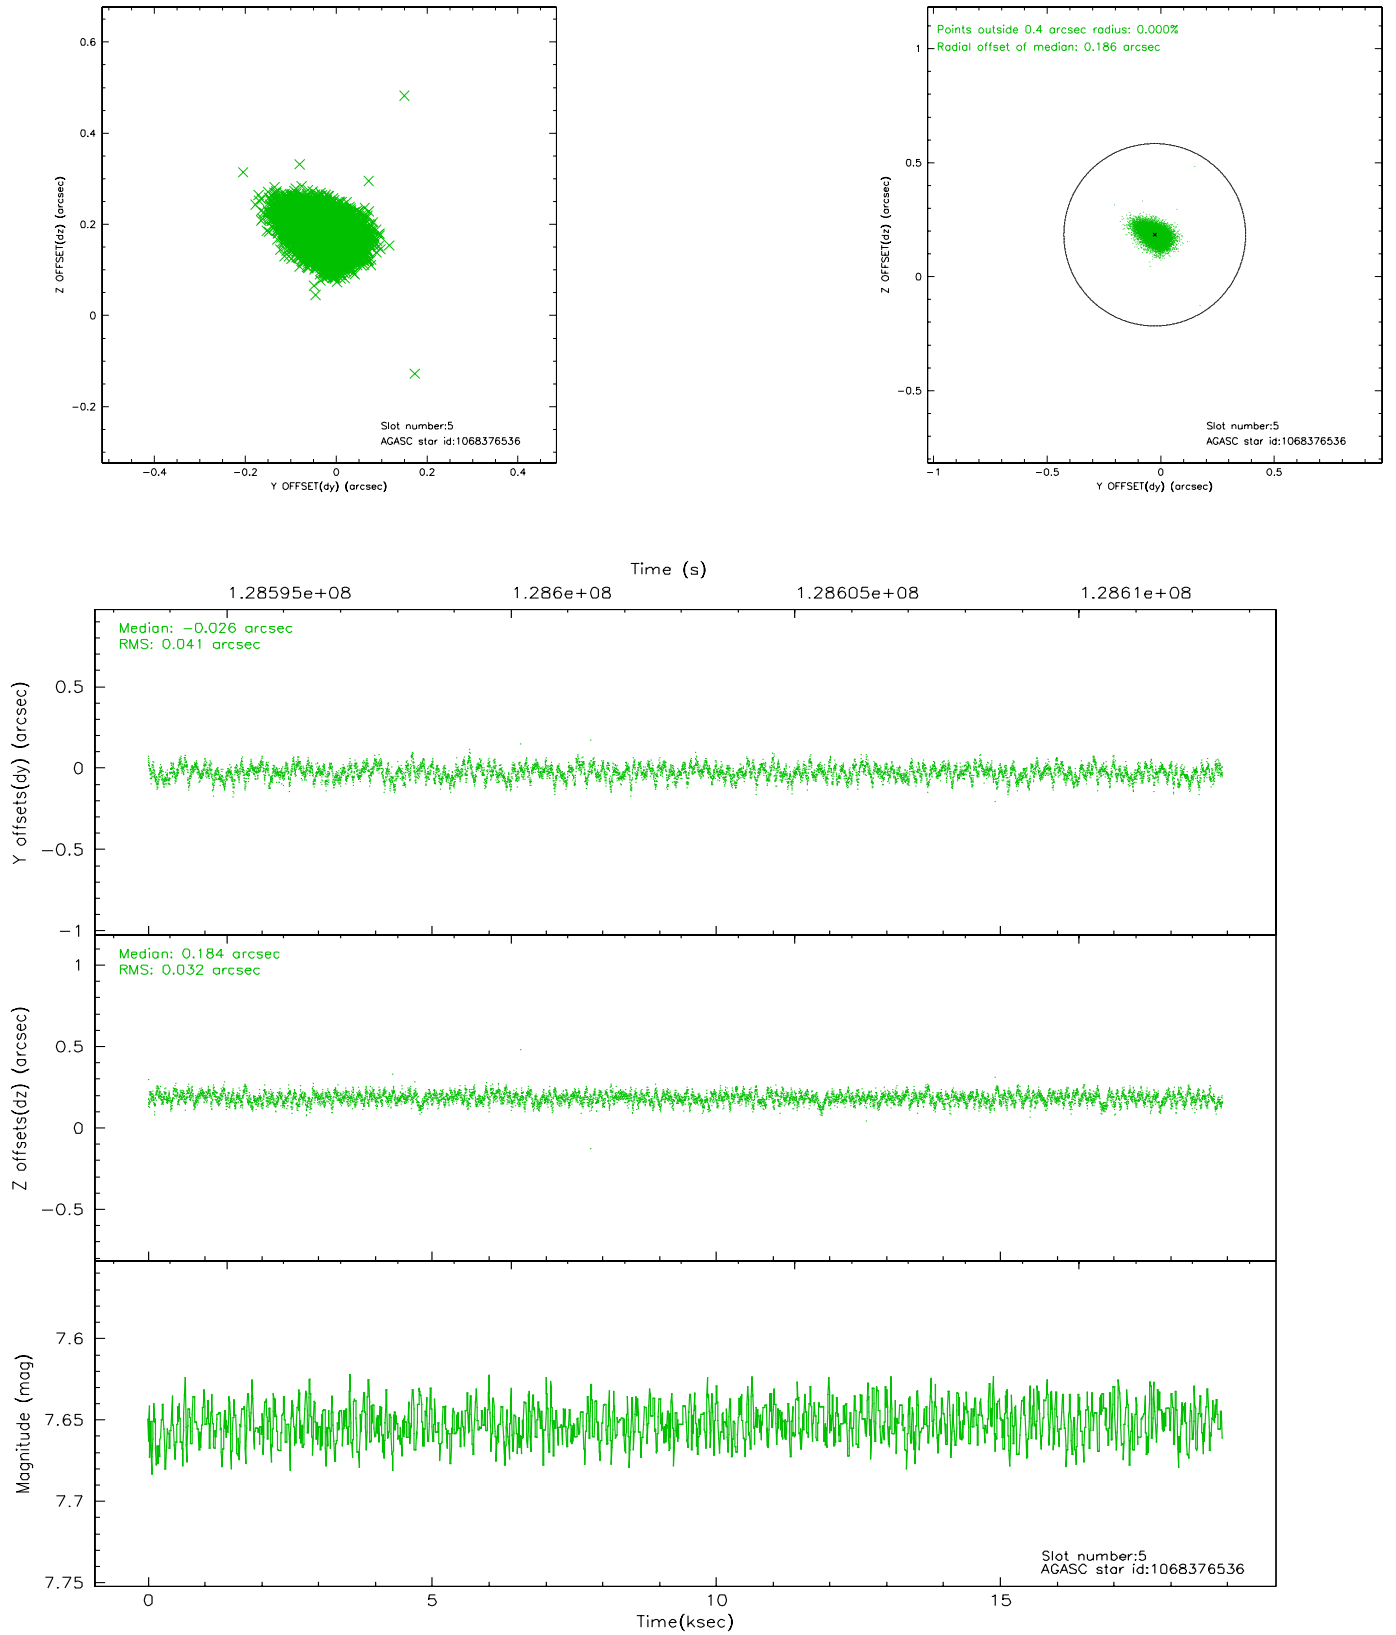 0.6
0.4
0.2
0
−0.2
Z OFFSET(dz) (arcsec)
Slot number:5
AGASC star id:1068376536
−0.4 −0.2 0 0.2 0.4
Y OFFSET(dy) (arcsec)
Points outside 0.4 arcsec radius: 0.000%
Radial offset of median: 0.186 arcsec
1
0.5
0
−0.5
Z OFFSET(dz) (arcsec)
Slot number:5
AGASC star id:1068376536
−1 −0.5 0 0.5
Y OFFSET(dy) (arcsec)
Time (s)
1.28595e+08 1.286e+08 1.28605e+08 1.2861e+08
Median: −0.026 arcsec
RMS: 0.041 arcsec
0.5
0
−0.5
−1
Y offsets(dy) (arcsec)
Median: 0.184 arcsec
RMS: 0.032 arcsec
1
0.5
0
−0.5
Z offsets(dz) (arcsec)
7.6
7.65
7.7
7.75
Magnitude (mag)
Slot number:5
AGASC star id:1068376536
0 5 10 15
Time(ksec)